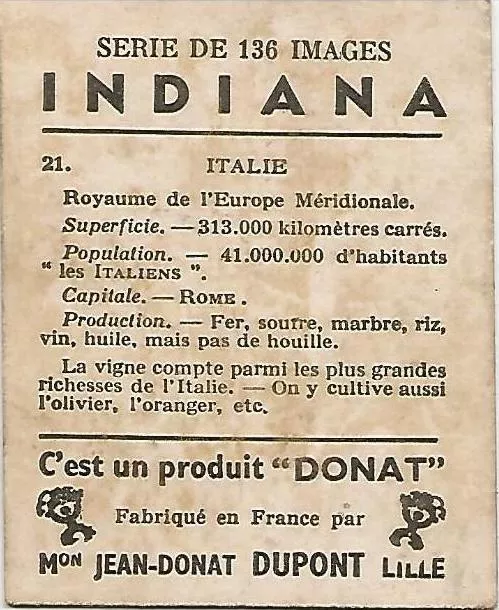 SERIE DE 136 IMAGES
INDIANA
21. ITALIE
Royaume de l'Europe Méridionale.
Superficie. — 313.000 kilomètres carrés.
Population. — 41.000.000 d'habitants
“ les ITALIENS ”.
Capitale. — ROME .
Production. — Fer, soufre, marbre, riz,
vin, huile, mais pas de houille.
La vigne compte parmi les plus grandes
richesses de l'Italie. — On y cultive aussi
l'olivier, l'oranger, etc.
C'est un produit “DONAT”
Fabriqué en France par
MON JEAN-DONAT DUPONT LILLE